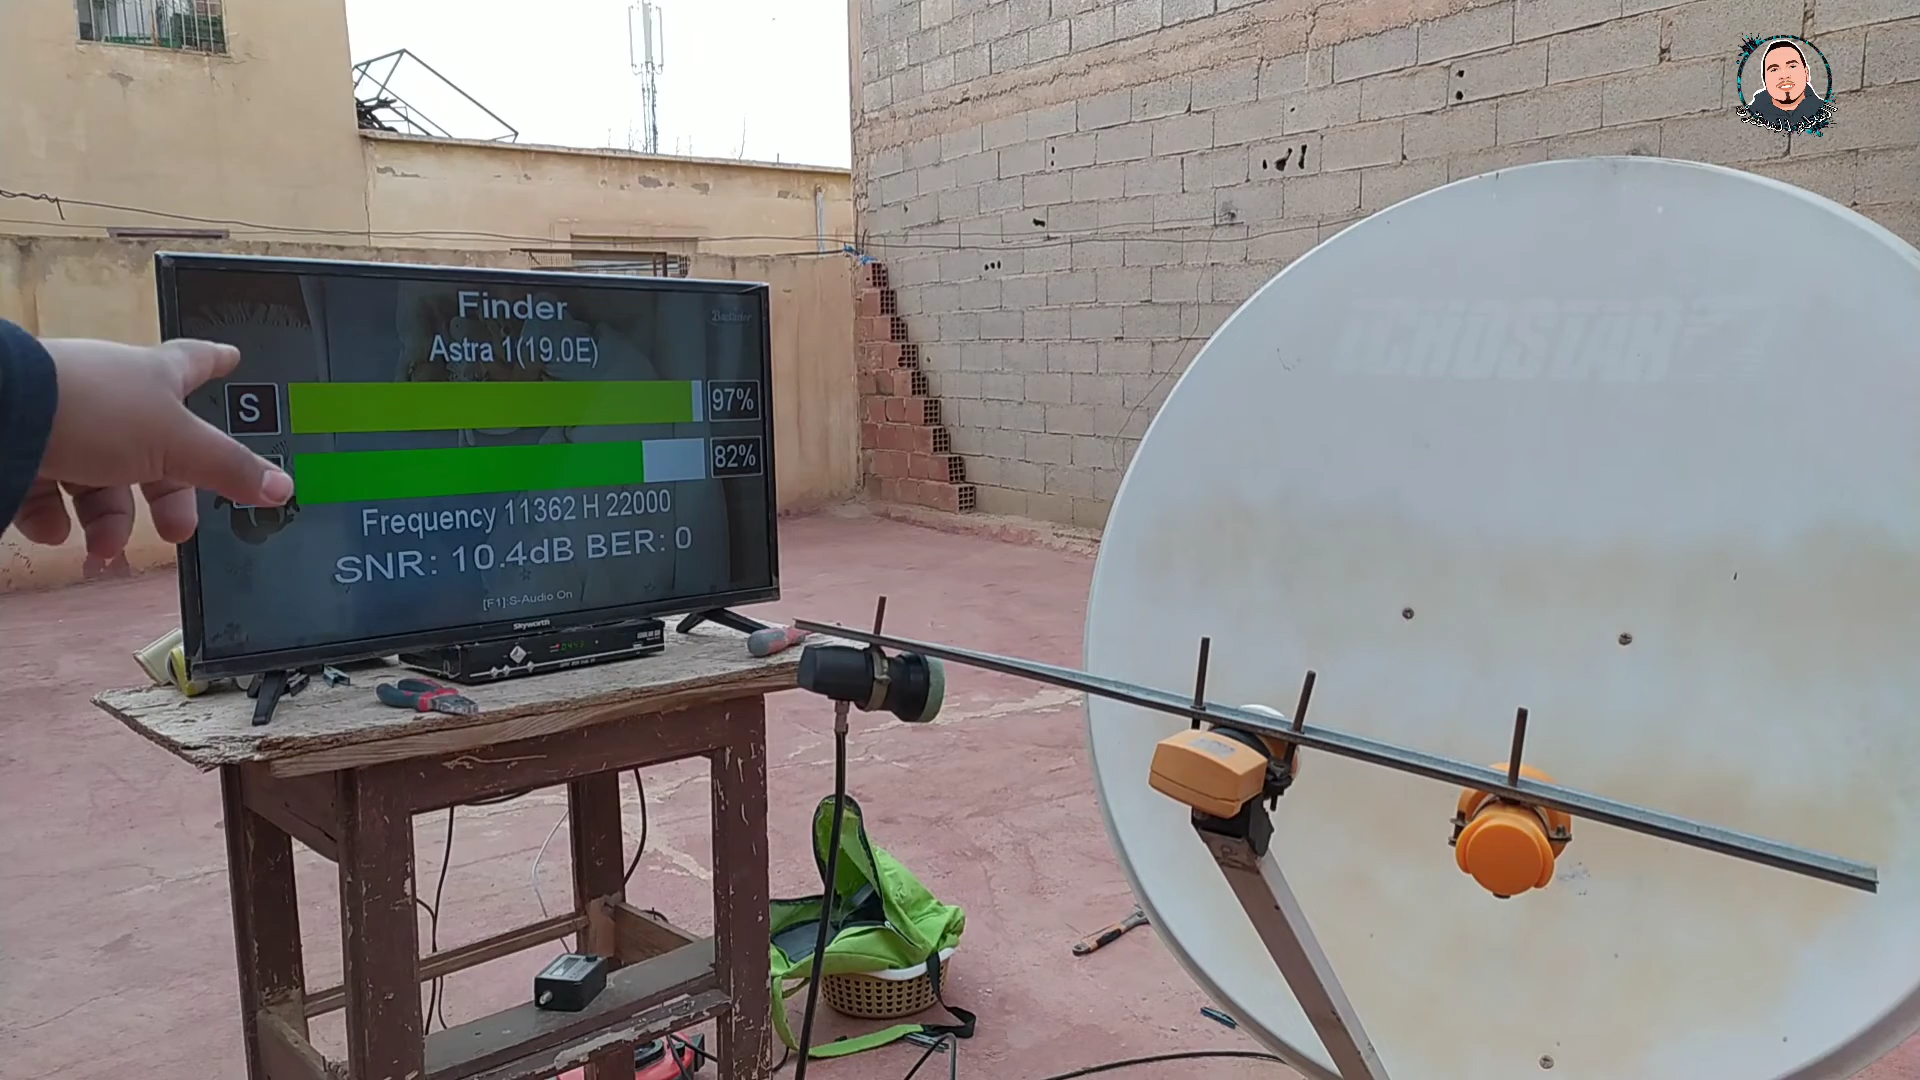 Finder
Astra 1(19.0E)
S
97%
82%
Frequency 11362 H 22000
SNR: 10.4dB BER: 0
[F1]:S-Audio On
Skyworth
ECHOSTAR